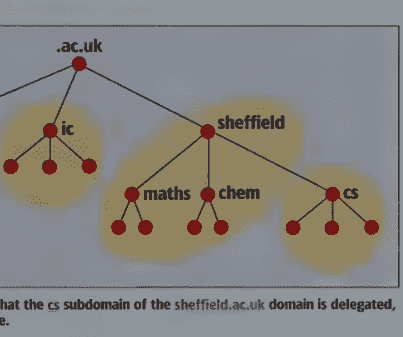 .ac.uk
ic
sheffield
maths
chem
cs
hat the cs subdomain of the sheffield.ac.uk domain is delegated,
e.